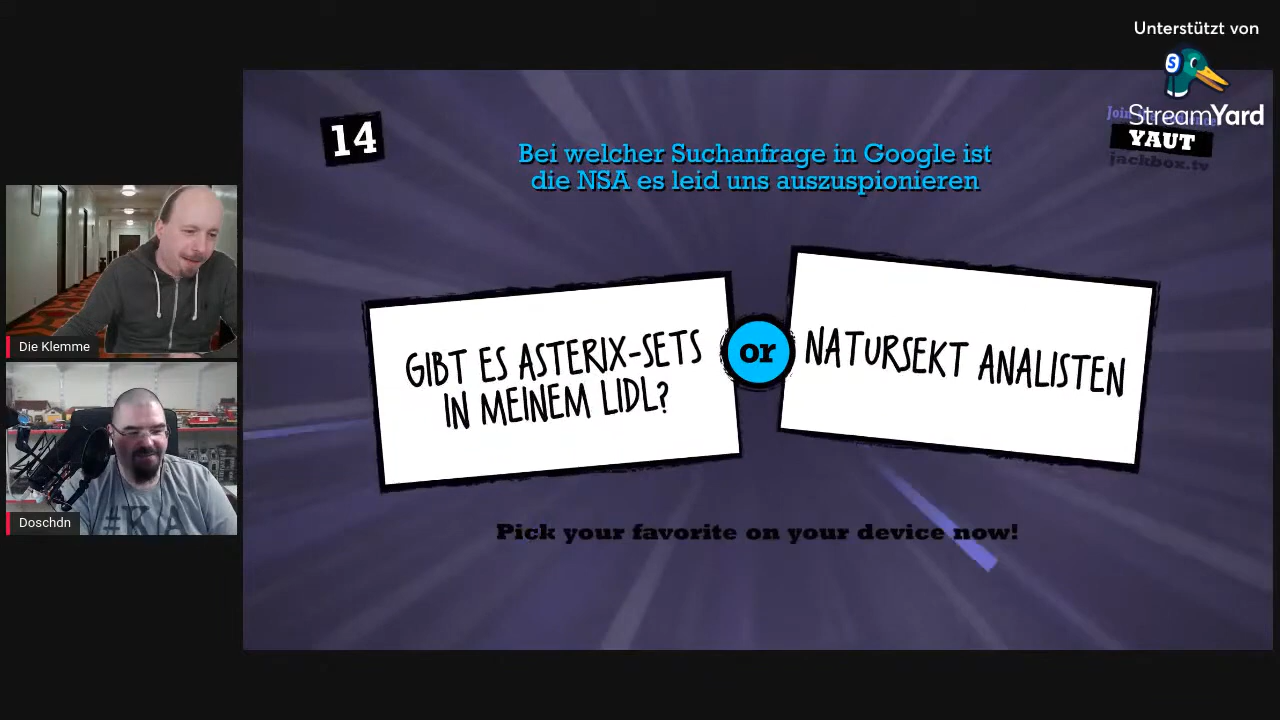 Unterstützt von
StreamYard
14
Bei welcher Suchanfrage in Google ist
die NSA es leid uns auszuspionieren
YAUT
jackbox.tv
GIBT ES ASTERIX-SETS
IN MEINEM LIDL?
or
NATURSEKT ANALISTEN
Pick your favorite on your device now!
Die Klemme
Doschdn